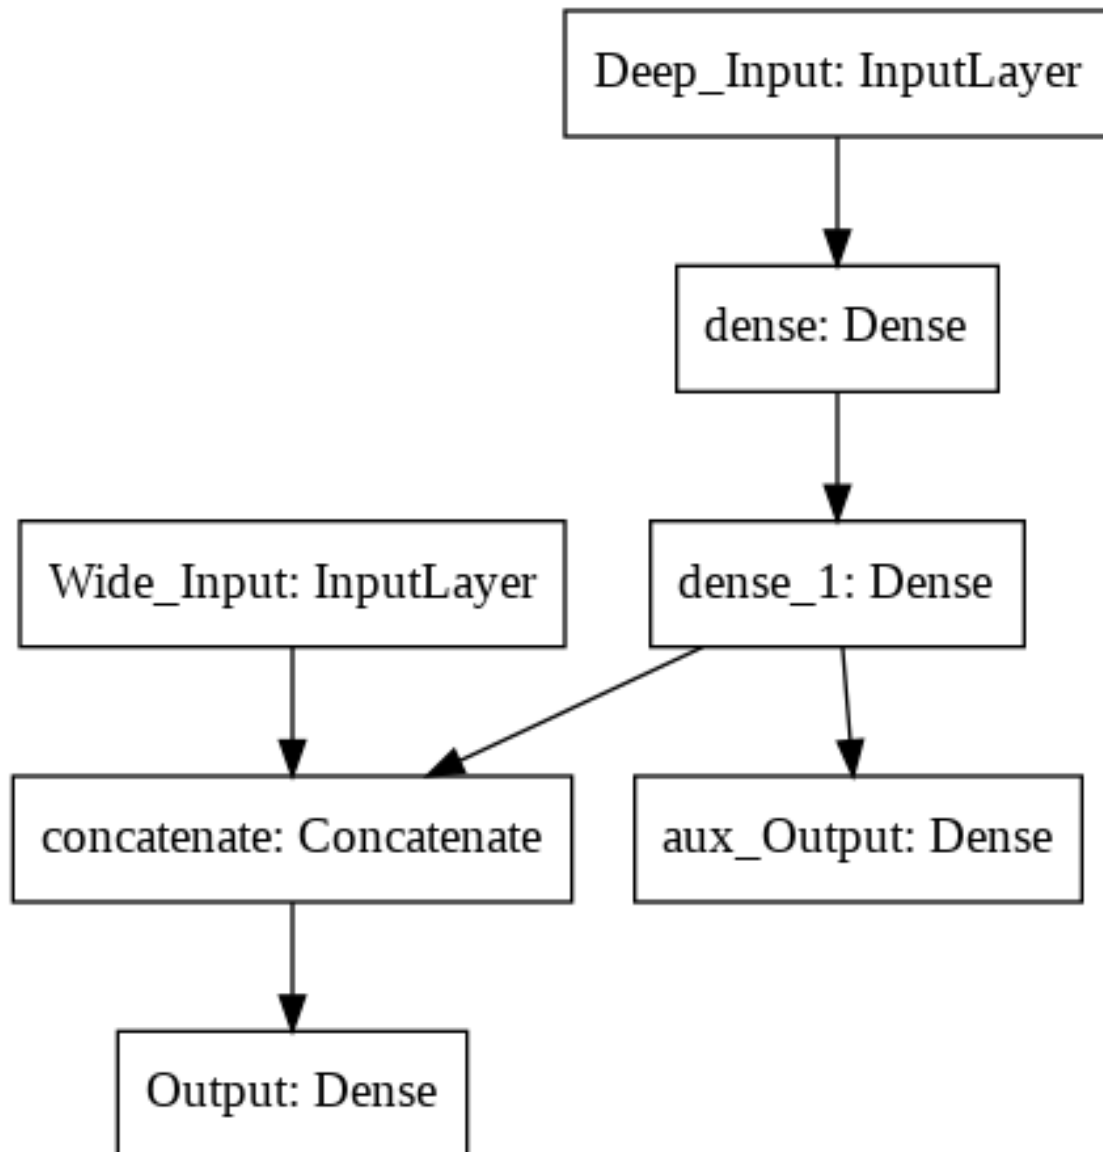 Deep_Input: InputLayer
dense: Dense
Wide_Input: InputLayer
dense_1: Dense
concatenate: Concatenate
aux_Output: Dense
Output: Dense